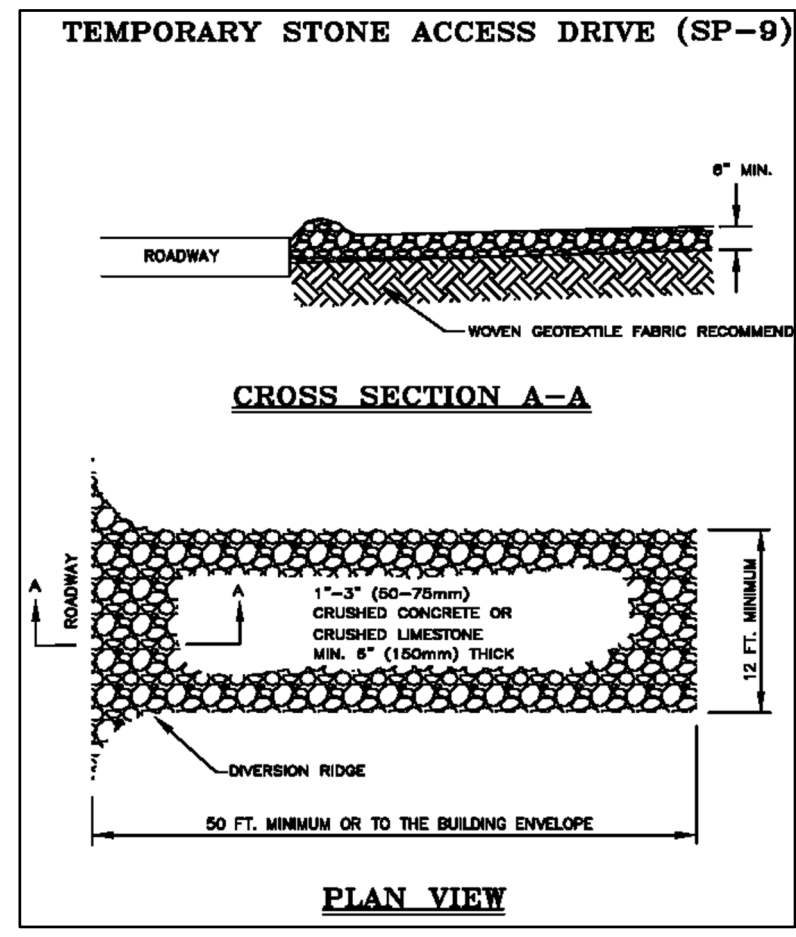 TEMPORARY STONE ACCESS DRIVE (SP-9)
6" MIN.
ROADWAY
WOVEN GEOTEXTILE FABRIC RECOMMEND
CROSS SECTION A-A
ROADWAY
A
A
1"-3" (50-75mm)
CRUSHED CONCRETE OR
CRUSHED LIMESTONE
MIN. 6" (150mm) THICK
12 FT. MINIMUM
DIVERSION RIDGE
50 FT. MINIMUM OR TO THE BUILDING ENVELOPE
PLAN VIEW